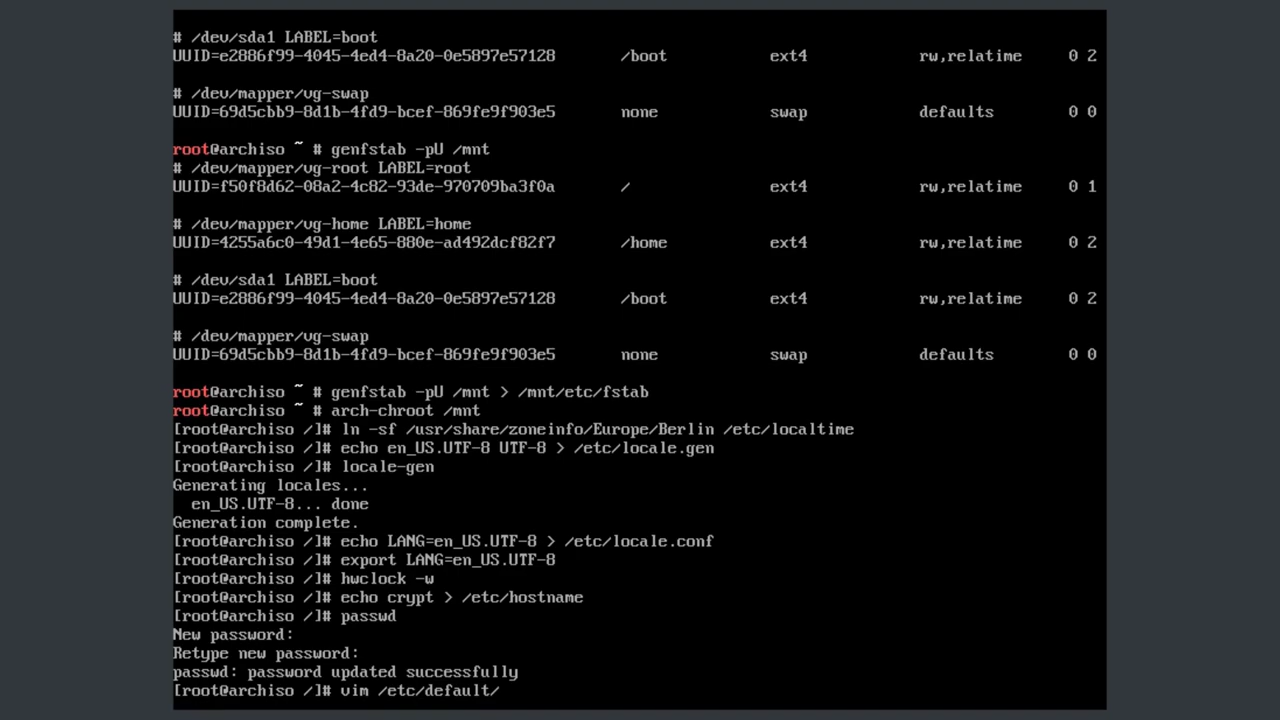 # /dev/sda1 LABEL=boot
UUID=e2886f99-4045-4ed4-8a20-0e5897e57128 /boot ext4 rw,relatime 0 2
# /dev/mapper/vg-swap
UUID=69d5cbb9-8d1b-4fd9-bcef-869fe9f903e5 none swap defaults 0 0
root@archiso ~ # genfstab -pU /mnt
# /dev/mapper/vg-root LABEL=root
UUID=f50f8d62-08a2-4c82-93de-970709ba3f0a / ext4 rw,relatime 0 1
# /dev/mapper/vg-home LABEL=home
UUID=4255a6c0-49d1-4e65-880e-ad492dcf82f7 /home ext4 rw,relatime 0 2
# /dev/sda1 LABEL=boot
UUID=e2886f99-4045-4ed4-8a20-0e5897e57128 /boot ext4 rw,relatime 0 2
# /dev/mapper/vg-swap
UUID=69d5cbb9-8d1b-4fd9-bcef-869fe9f903e5 none swap defaults 0 0
root@archiso ~ # genfstab -pU /mnt > /mnt/etc/fstab
root@archiso ~ # arch-chroot /mnt
[root@archiso /]# ln -sf /usr/share/zoneinfo/Europe/Berlin /etc/localtime
[root@archiso /]# echo en_US.UTF-8 UTF-8 > /etc/locale.gen
[root@archiso /]# locale-gen
Generating locales...
en_US.UTF-8... done
Generation complete.
[root@archiso /]# echo LANG=en_US.UTF-8 > /etc/locale.conf
[root@archiso /]# export LANG=en_US.UTF-8
[root@archiso /]# hwclock -w
[root@archiso /]# echo crypt > /etc/hostname
[root@archiso /]# passwd
New password:
Retype new password:
passwd: password updated successfully
[root@archiso /]# vim /etc/default/